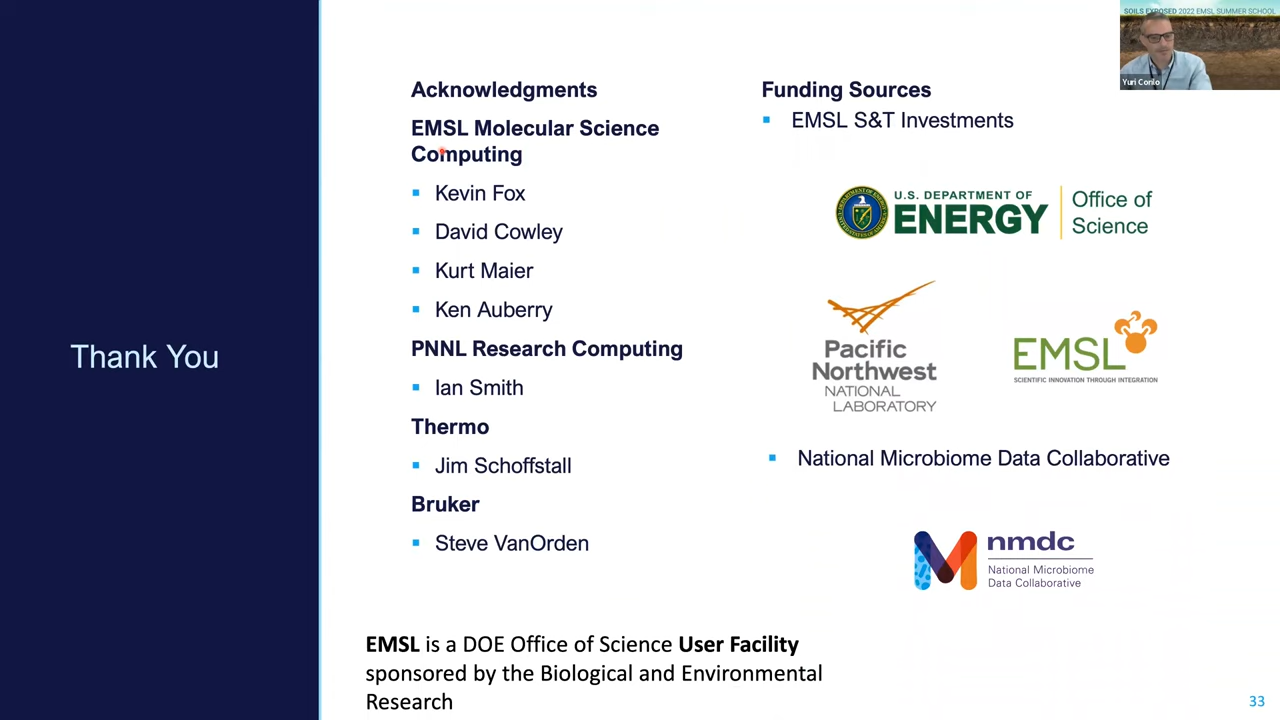 Thank You
Acknowledgments
EMSL Molecular Science
Computing
Kevin Fox
David Cowley
Kurt Maier
Ken Auberry
PNNL Research Computing
Ian Smith
Thermo
Jim Schoffstall
Bruker
Steve VanOrden
Funding Sources
EMSL S&T Investments
U.S. DEPARTMENT OF
ENERGY
Office of
Science
Pacific
Northwest
NATIONAL
LABORATORY
EMSL
SCIENTIFIC INNOVATION THROUGH INTEGRATION
National Microbiome Data Collaborative
nmdc
National Microbiome
Data Collaborative
EMSL is a DOE Office of Science User Facility
sponsored by the Biological and Environmental
Research
33
SOILS EXPOSED 2022 EMSL SUMMER SCHOOL
Yuri Corilo